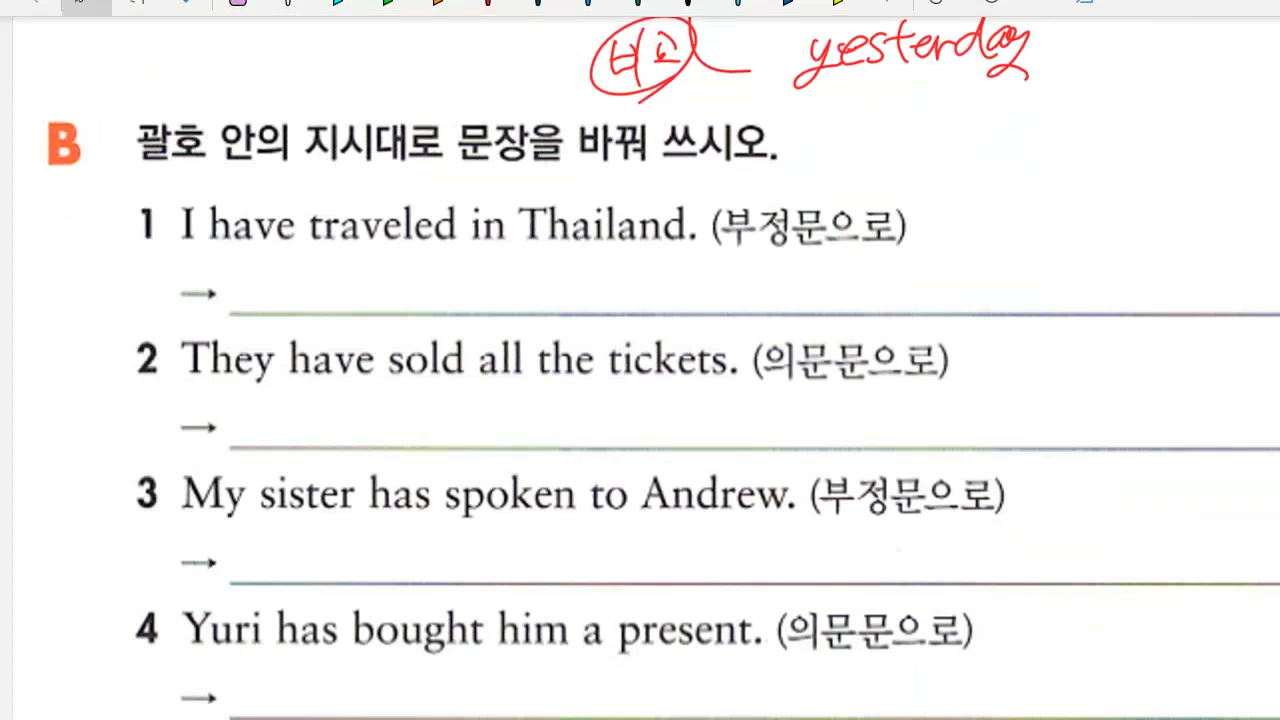 비교 yesterday
B 괄호 안의 지시대로 문장을 바꿔 쓰시오.
1 I have traveled in Thailand. (부정문으로)
→
2 They have sold all the tickets. (의문문으로)
→
3 My sister has spoken to Andrew. (부정문으로)
→
4 Yuri has bought him a present. (의문문으로)
→